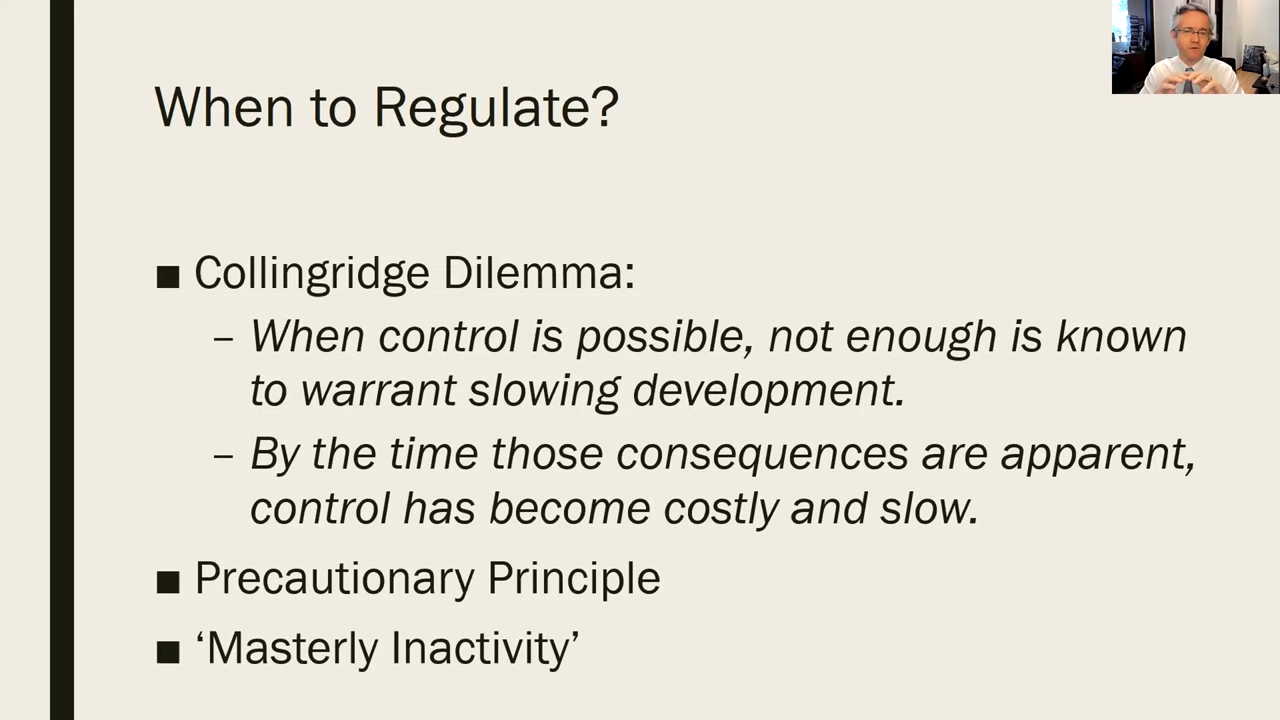 When to Regulate?
■ Collingridge Dilemma:
– When control is possible, not enough is known
to warrant slowing development.
– By the time those consequences are apparent,
control has become costly and slow.
■ Precautionary Principle
■ ‘Masterly Inactivity’